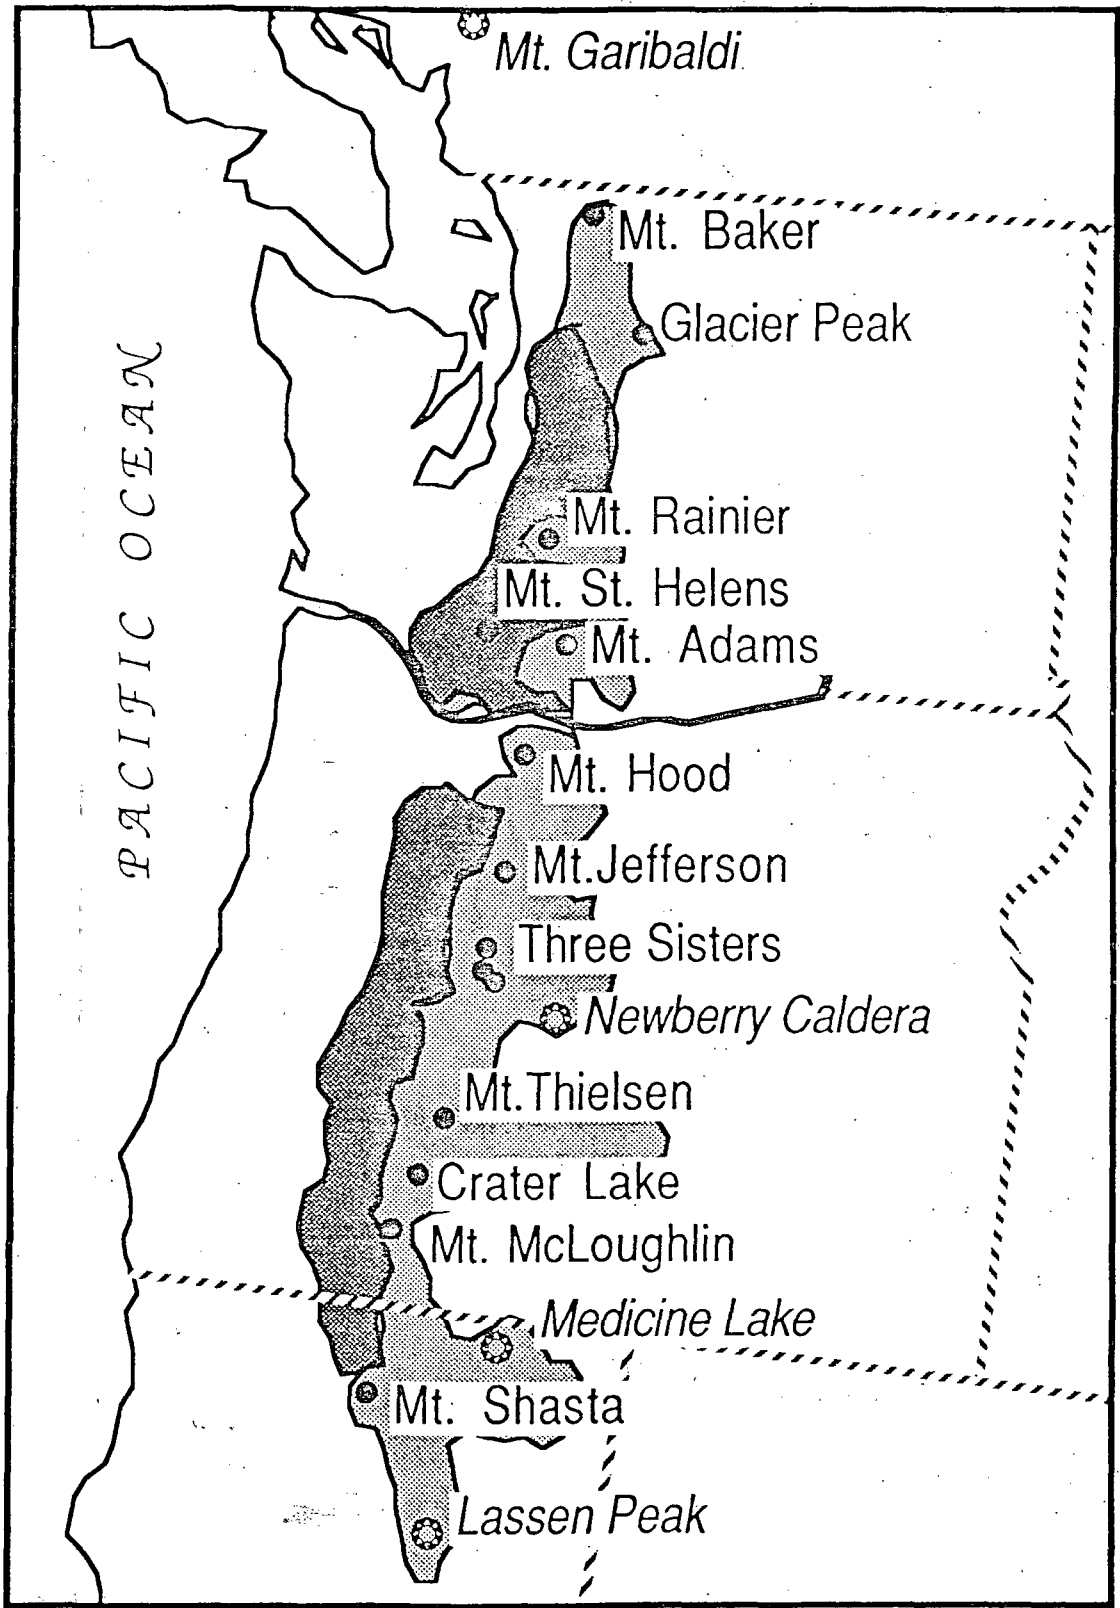 Mt. Garibaldi
Mt. Baker
Glacier Peak
PACIFIC OCEAN
Mt. Rainier
Mt. St. Helens
Mt. Adams
Mt. Hood
Mt.Jefferson
Three Sisters
Newberry Caldera
Mt.Thielsen
Crater Lake
Mt. McLoughlin
Medicine Lake
Mt. Shasta
Lassen Peak